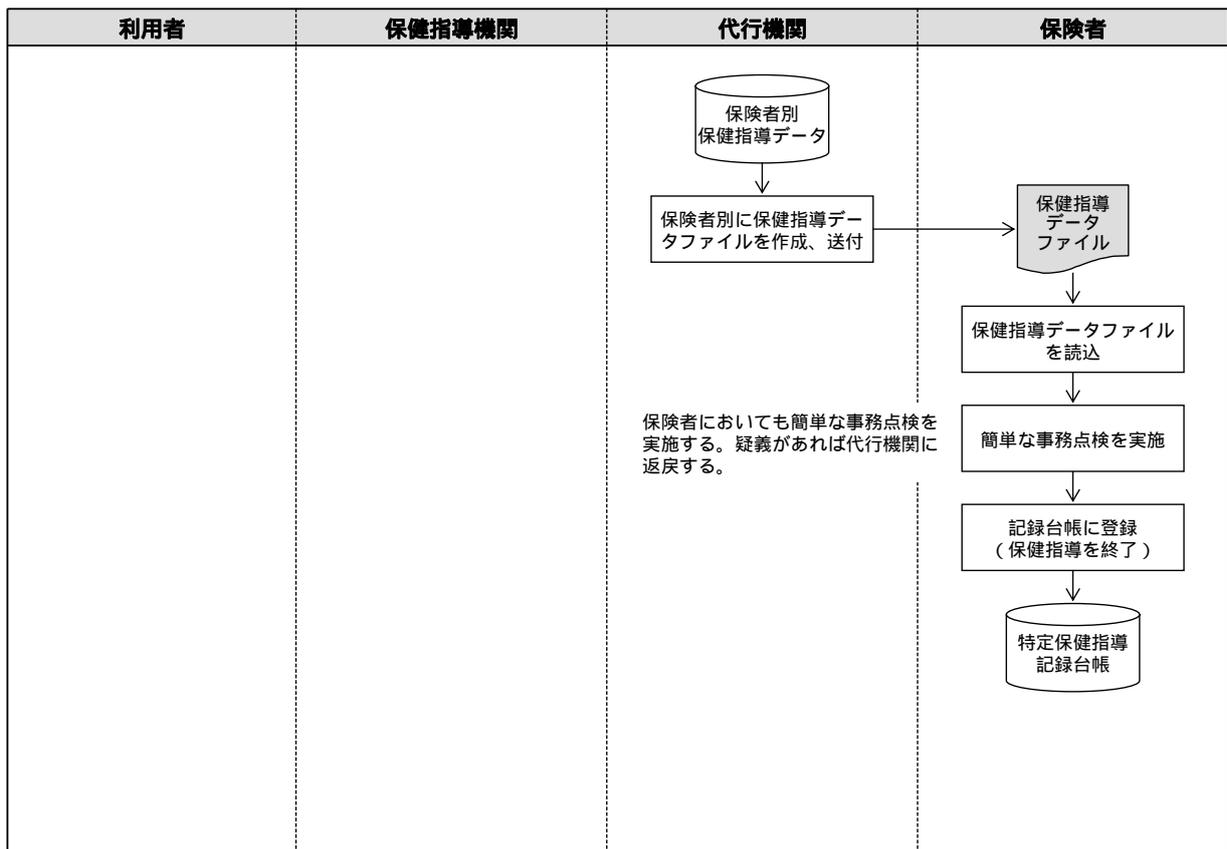 利用者
保健指導機関
代行機関
保険者
保険者別
保健指導データ
保険者別に保健指導デー
タファイルを作成、送付
保健指導
データ
ファイル
保健指導データファイル
を読込
保険者においても簡単な事務点検を
実施する。疑義があれば代行機関に
返戻する。
簡単な事務点検を実施
記録台帳に登録
(保健指導を終了)
特定保健指導
記録台帳